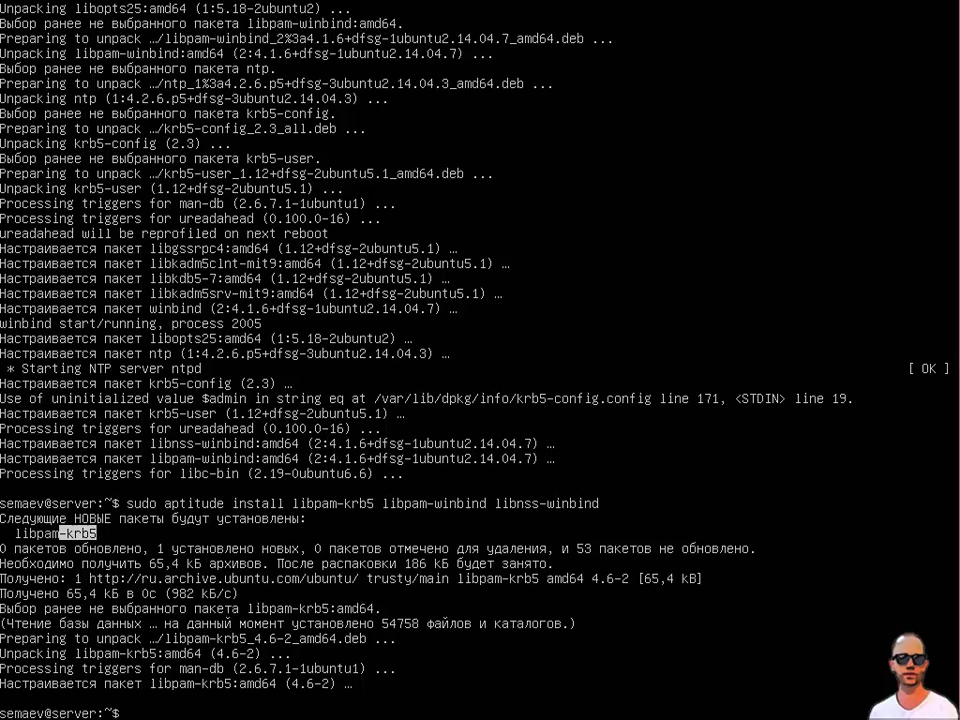 Unpacking libopts25:amd64 (1:5.18-2ubuntu2) ...
Выбор ранее не выбранного пакета libpam-winbind:amd64.
Preparing to unpack …/libpam-winbind_2%3a4.1.6+dfsg-1ubuntu2.14.04.7_amd64.deb ...
Unpacking libpam-winbind:amd64 (2:4.1.6+dfsg-1ubuntu2.14.04.7) ...
Выбор ранее не выбранного пакета ntp.
Preparing to unpack …/ntp_1%3a4.2.6.p5+dfsg-3ubuntu2.14.04.3_amd64.deb ...
Unpacking ntp (1:4.2.6.p5+dfsg-3ubuntu2.14.04.3) ...
Выбор ранее не выбранного пакета krb5-config.
Preparing to unpack …/krb5-config_2.3_all.deb ...
Unpacking krb5-config (2.3) ...
Выбор ранее не выбранного пакета krb5-user.
Preparing to unpack …/krb5-user_1.12+dfsg-2ubuntu5.1_amd64.deb ...
Unpacking krb5-user (1.12+dfsg-2ubuntu5.1) ...
Processing triggers for man-db (2.6.7.1-1ubuntu1) ...
Processing triggers for ureadahead (0.100.0-16) ...
ureadahead will be reprofiled on next reboot
Настраивается пакет libgssrpc4:amd64 (1.12+dfsg-2ubuntu5.1) …
Настраивается пакет libkadm5clnt-mit9:amd64 (1.12+dfsg-2ubuntu5.1) …
Настраивается пакет libkdb5-7:amd64 (1.12+dfsg-2ubuntu5.1) …
Настраивается пакет libkadm5srv-mit9:amd64 (1.12+dfsg-2ubuntu5.1) …
Настраивается пакет winbind (2:4.1.6+dfsg-1ubuntu2.14.04.7) …
winbind start/running, process 2005
Настраивается пакет libopts25:amd64 (1:5.18-2ubuntu2) …
Настраивается пакет ntp (1:4.2.6.p5+dfsg-3ubuntu2.14.04.3) …
* Starting NTP server ntpd [ OK ]
Настраивается пакет krb5-config (2.3) …
Use of uninitialized value $admin in string eq at /var/lib/dpkg/info/krb5-config.config line 171, <STDIN> line 19.
Настраивается пакет krb5-user (1.12+dfsg-2ubuntu5.1) …
Processing triggers for ureadahead (0.100.0-16) ...
Настраивается пакет libnss-winbind:amd64 (2:4.1.6+dfsg-1ubuntu2.14.04.7) …
Настраивается пакет libpam-winbind:amd64 (2:4.1.6+dfsg-1ubuntu2.14.04.7) …
Processing triggers for libc-bin (2.19-0ubuntu6.6) ...
semaev@server:~$ sudo aptitude install libpam-krb5 libpam-winbind libnss-winbind
Следующие НОВЫЕ пакеты будут установлены:
libpam-krb5
0 пакетов обновлено, 1 установлено новых, 0 пакетов отмечено для удаления, и 53 пакетов не обновлено.
Необходимо получить 65,4 kБ архивов. После распаковки 186 kБ будет занято.
Получено: 1 http://ru.archive.ubuntu.com/ubuntu/ trusty/main libpam-krb5 amd64 4.6-2 [65,4 kB]
Получено 65,4 kБ в 0с (982 kБ/с)
Выбор ранее не выбранного пакета libpam-krb5:amd64.
(Чтение базы данных … на данный момент установлено 54758 файлов и каталогов.)
Preparing to unpack …/libpam-krb5_4.6-2_amd64.deb ...
Unpacking libpam-krb5:amd64 (4.6-2) ...
Processing triggers for man-db (2.6.7.1-1ubuntu1) ...
Настраивается пакет libpam-krb5:amd64 (4.6-2) …
semaev@server:~$